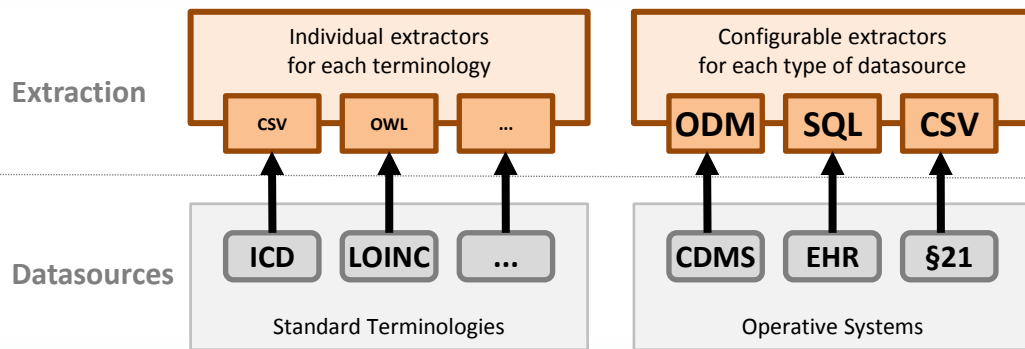 Extraction
Individual extractors
for each terminology
CSV
OWL
...
Configurable extractors
for each type of datasource
ODM
SQL
CSV
Datasources
ICD
LOINC
...
Standard Terminologies
CDMS
EHR
§21
Operative Systems